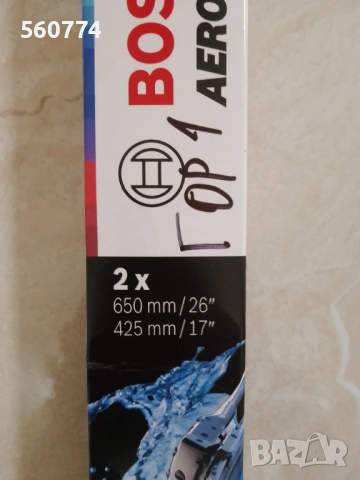 560774
BOS
AERO
ГОР 1
2 x
650 mm/26"
425 mm/17"
BAZAR